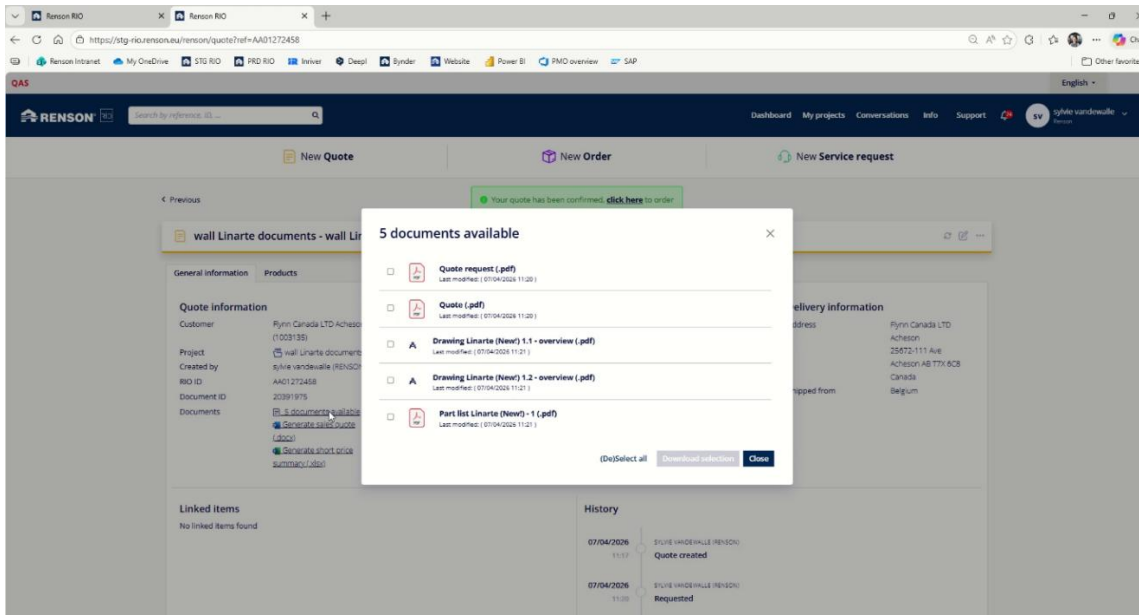 Renson RIO
Renson RIO
https://stg-rio.renson.eu/renson/quote?ref=AA01272458
Renson Intranet
My OneDrive
STG RIO
PRD RIO
Inriver
Deepl
Bynder
Website
Power BI
PMO overview
SAP
Other favorite
QAS
English
RENSON
Search by reference, ID, ...
Dashboard
My projects
Conversations
Info
Support
SV
sylvie vandewalle
Renson
New Quote
New Order
New Service request
Previous
Your quote has been confirmed, click here to order
wall Linarte documents - wall Lin
General information
Products
Quote information
Customer
Flynn Canada LTD Acheso
(1003135)
Project
wall Linarte documents
Created by
sylvie vandewalle (RENSON
RIO ID
AA01272458
Document ID
20391975
Documents
5 documents available
Generate sales quote
(.docx)
Generate short price
summary (.xlsx)
5 documents available
Quote request (.pdf)
Last modified: ( 07/04/2026 11:20 )
Quote (.pdf)
Last modified: ( 07/04/2026 11:20 )
Drawing Linarte (New!) 1.1 - overview (.pdf)
Last modified: ( 07/04/2026 11:21 )
Drawing Linarte (New!) 1.2 - overview (.pdf)
Last modified: ( 07/04/2026 11:21 )
Part list Linarte (New!) - 1 (.pdf)
Last modified: ( 07/04/2026 11:21 )
(De)Select all
Download selection
Close
elivery information
ddress
Flynn Canada LTD
Acheson
25672-111 Ave
Acheson AB T7X 6C8
Canada
hipped from
Belgium
Linked items
No linked items found
History
07/04/2026
11:17
SYLVIE VANDEWALLE (RENSON)
Quote created
07/04/2026
11:20
SYLVIE VANDEWALLE (RENSON)
Requested